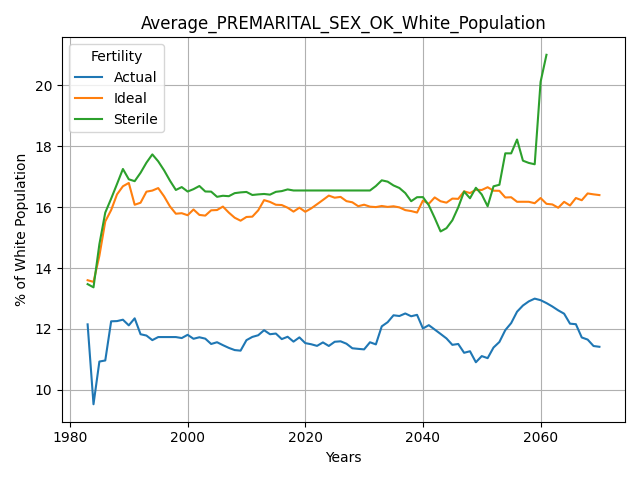 Average_PREMARITAL_SEX_OK_White_Population
Fertility
Actual
Ideal
Sterile
% of White Population
20
18
16
14
12
10
1980
2000
2020
2040
2060
Years